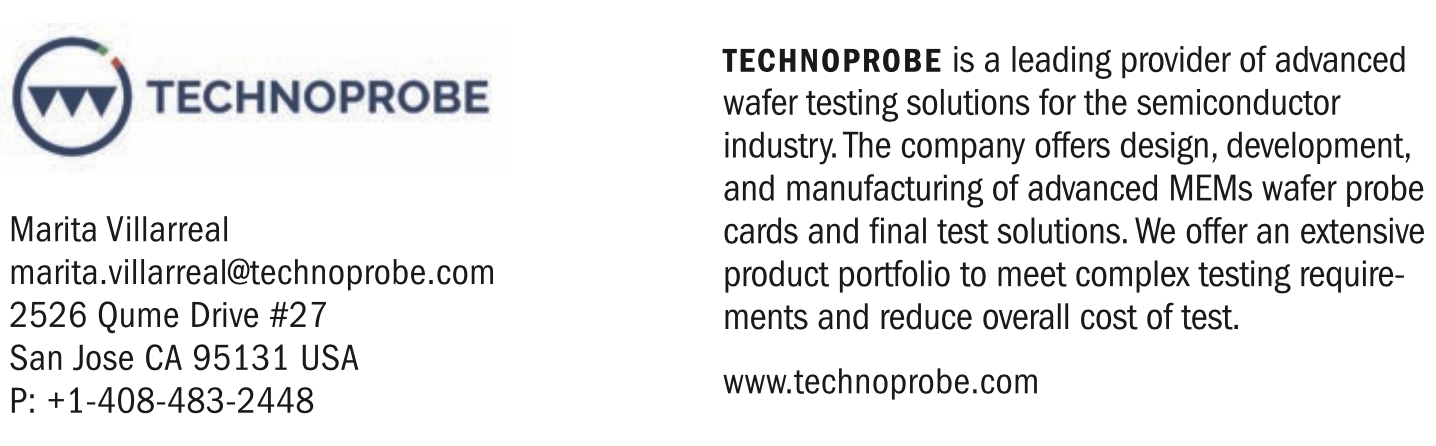 TECHNOPROBE
Marita Villarreal
marita.villarreal@technoprobe.com
2526 Qume Drive #27
San Jose CA 95131 USA
P: +1-408-483-2448
TECHNOPROBE is a leading provider of advanced
wafer testing solutions for the semiconductor
industry. The company offers design, development,
and manufacturing of advanced MEMs wafer probe
cards and final test solutions. We offer an extensive
product portfolio to meet complex testing require-
ments and reduce overall cost of test.
www.technoprobe.com